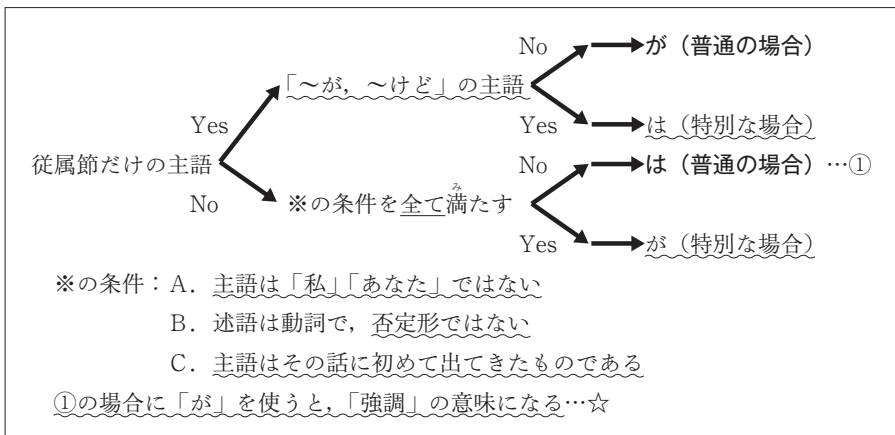 No が（普通の場合）
「～が，～けど」の主語
Yes Yes は（特別な場合）
従属節だけの主語 No は（普通の場合）…①
み
No ※の条件を全て満たす
Yes が（特別な場合）
※の条件：A．主語は「私」「あなた」ではない
B．述語は動詞で，否定形ではない
C．主語はその話に初めて出てきたものである
①の場合に「が」を使うと，「強調」の意味になる…☆